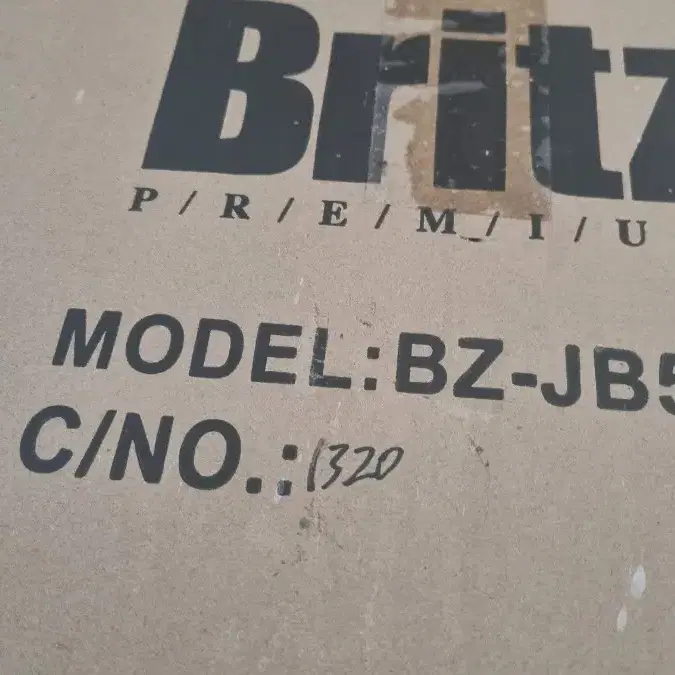 Britz
P/R/E/M/I/U
MODEL:BZ-JB5
C/NO.:1320